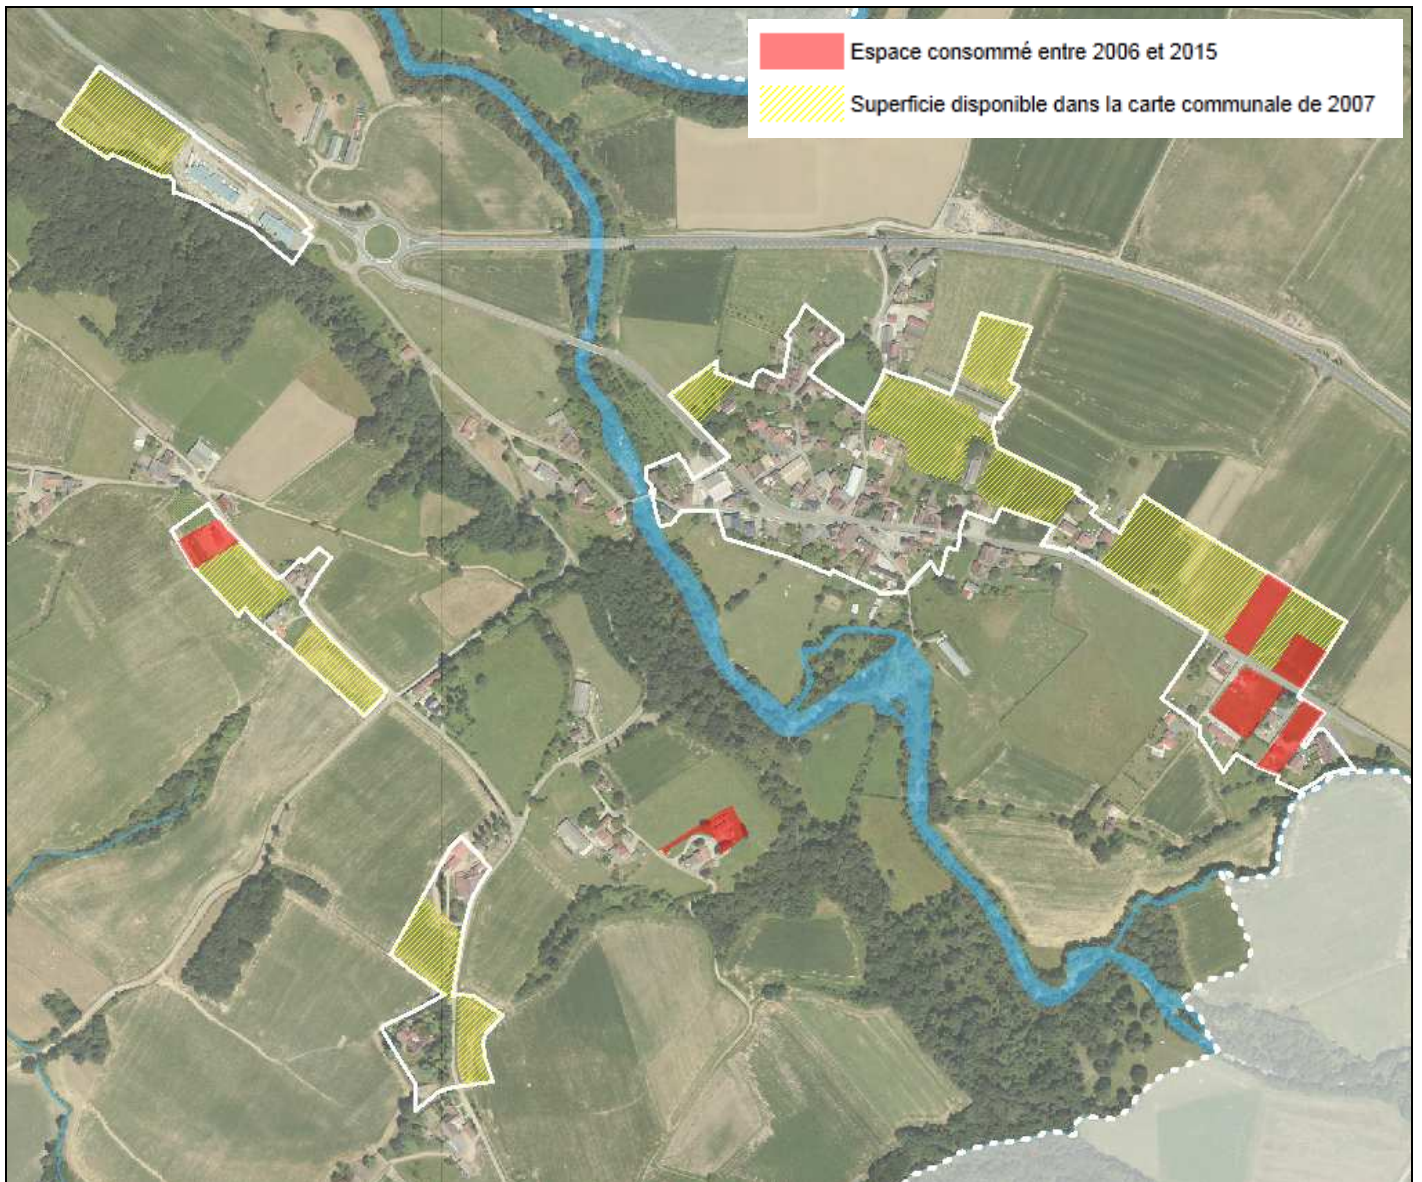 Espace consommé entre 2006 et 2015
Superficie disponible dans la carte communale de 2007